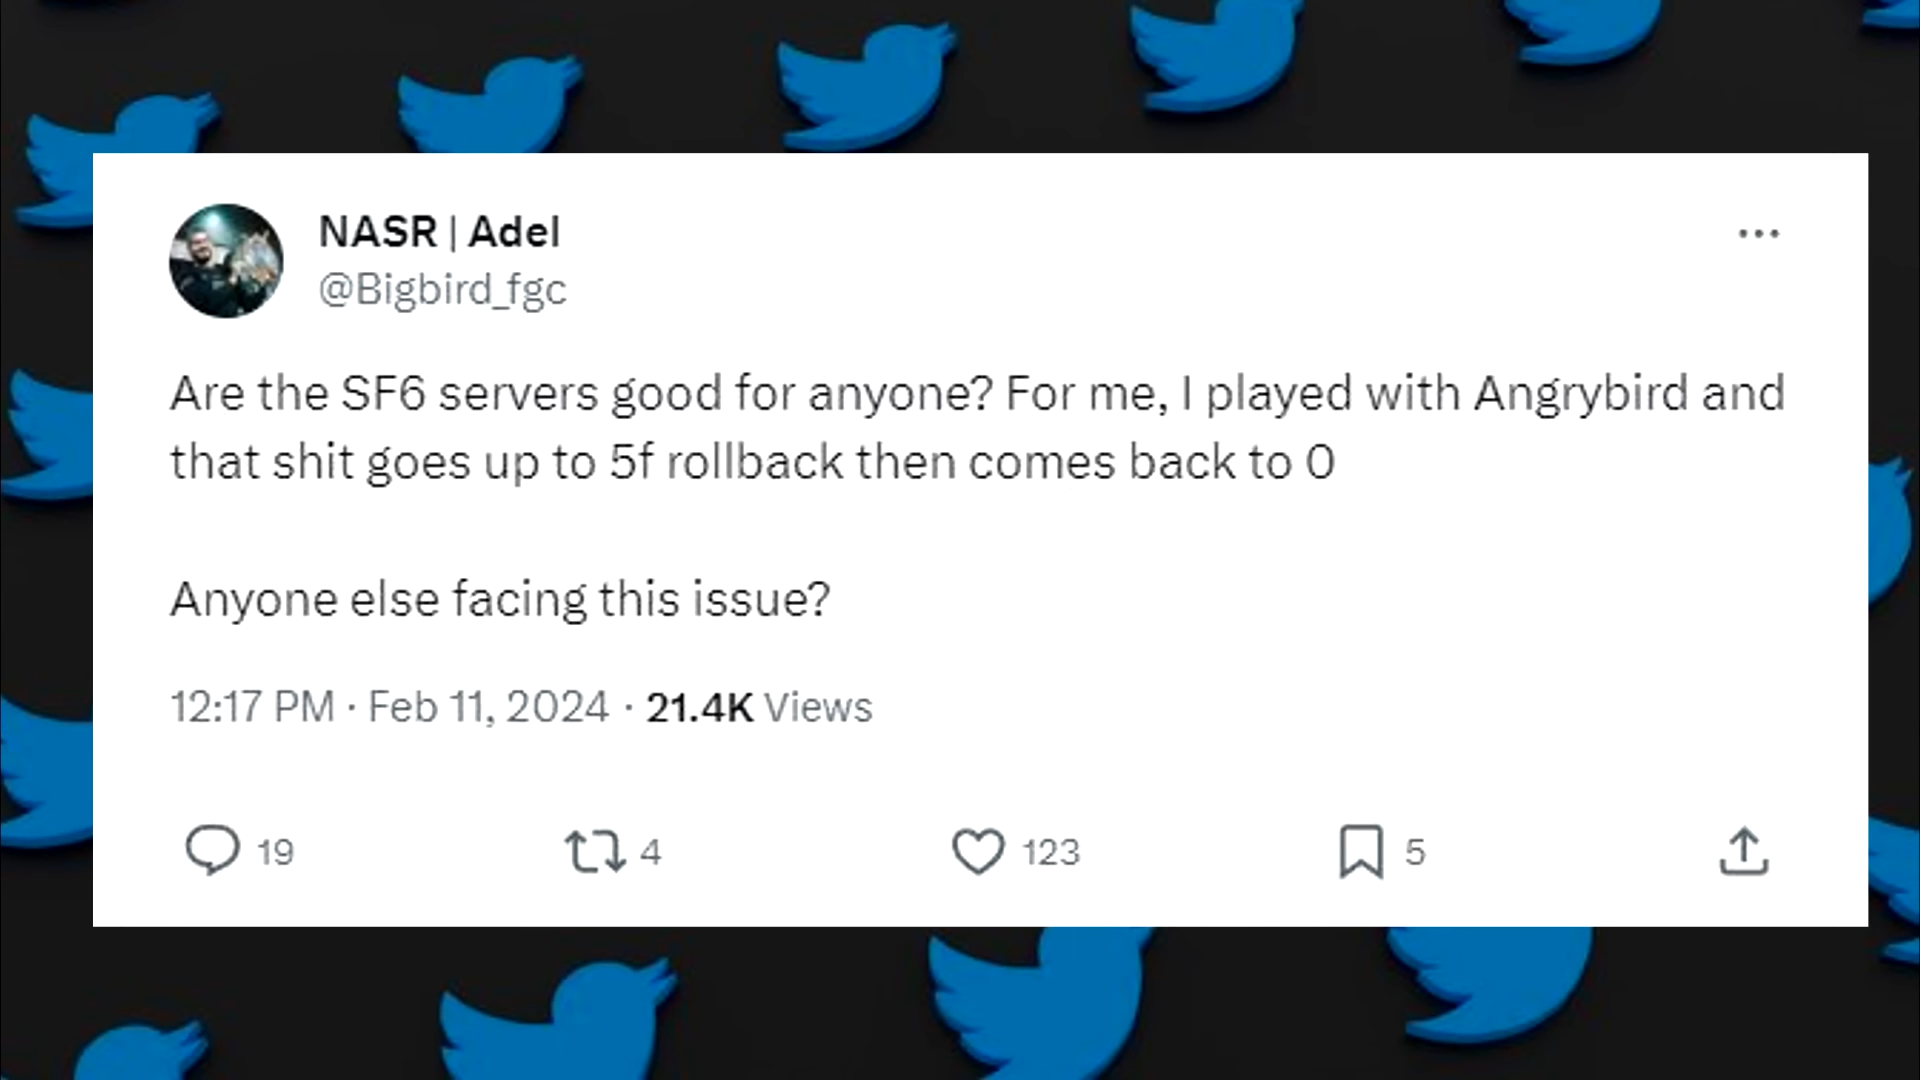 NASR | Adel
@Bigbird_fgc
Are the SF6 servers good for anyone? For me, I played with Angrybird and
that shit goes up to 5f rollback then comes back to 0
Anyone else facing this issue?
12:17 PM · Feb 11, 2024 · 21.4K Views
19 4 123 5